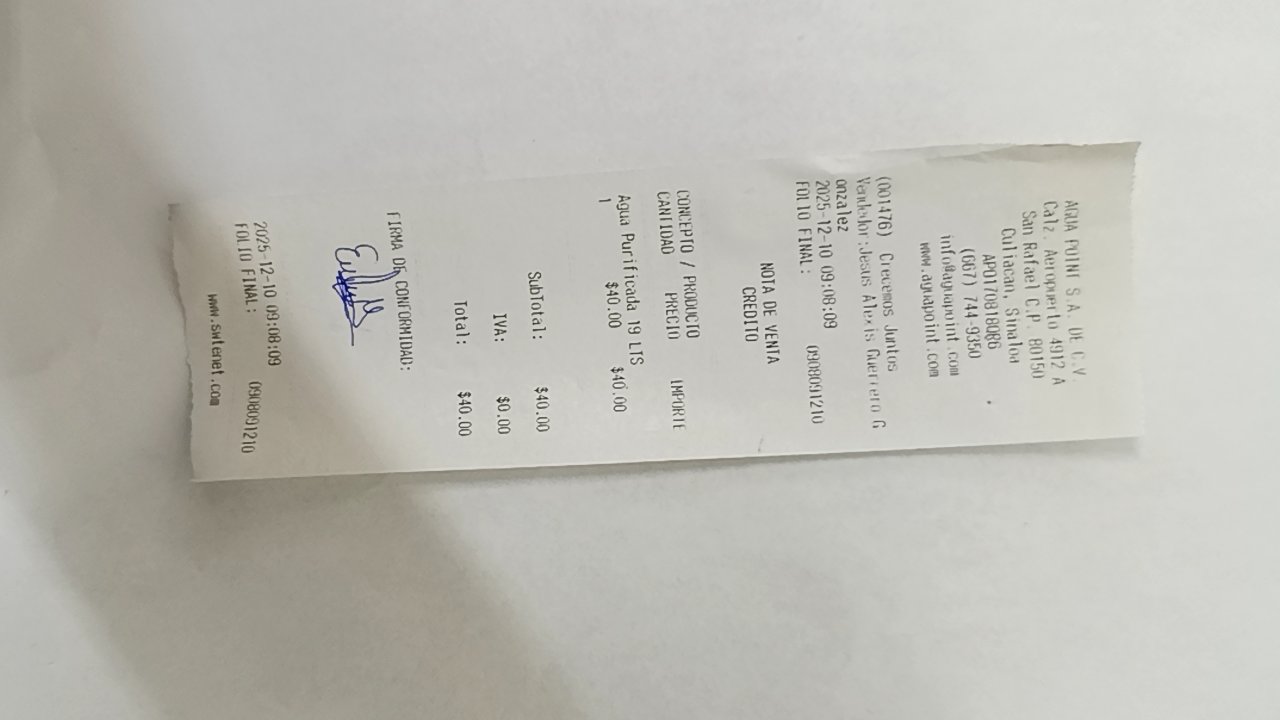 AQUA POINT S.A. DE C.V.
Calz. Aeropuerto 4912 A
San Rafael C.P. 80150
Culiacan, Sinaloa
APO170818QB6
(667) 744-9350
info@aguapoint.com
www.aguapoint.com
(001476) Crecemos Juntos
Vendedor:Jesus Alexis Guerrero G
onzalez
2025-12-10 09:08:09
FOLIO FINAL: 0908091210
NOTA DE VENTA
CREDITO
CONCEPTO / PRODUCTO
CANTIDAD PRECIO IMPORTE
Agua Purificada 19 LTS
1 $40.00 $40.00
SubTotal: $40.00
IVA: $0.00
Total: $40.00
FIRMA DE CONFORMIDAD:
2025-12-10 09:08:09
FOLIO FINAL: 0908091210
www.swtenet.com